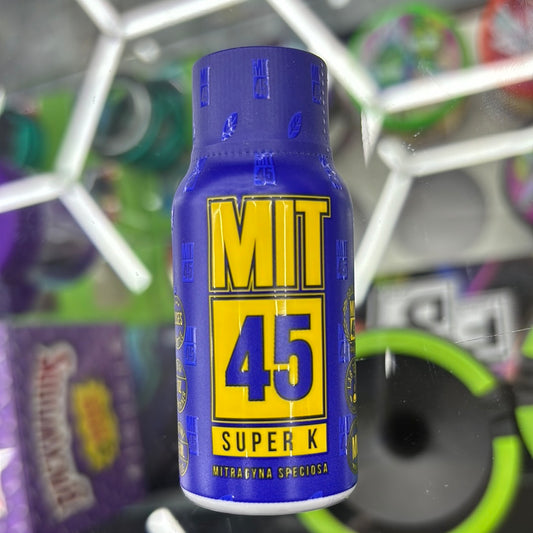 MIT
45
SUPER K
MITRAGYNA SPECIOSA